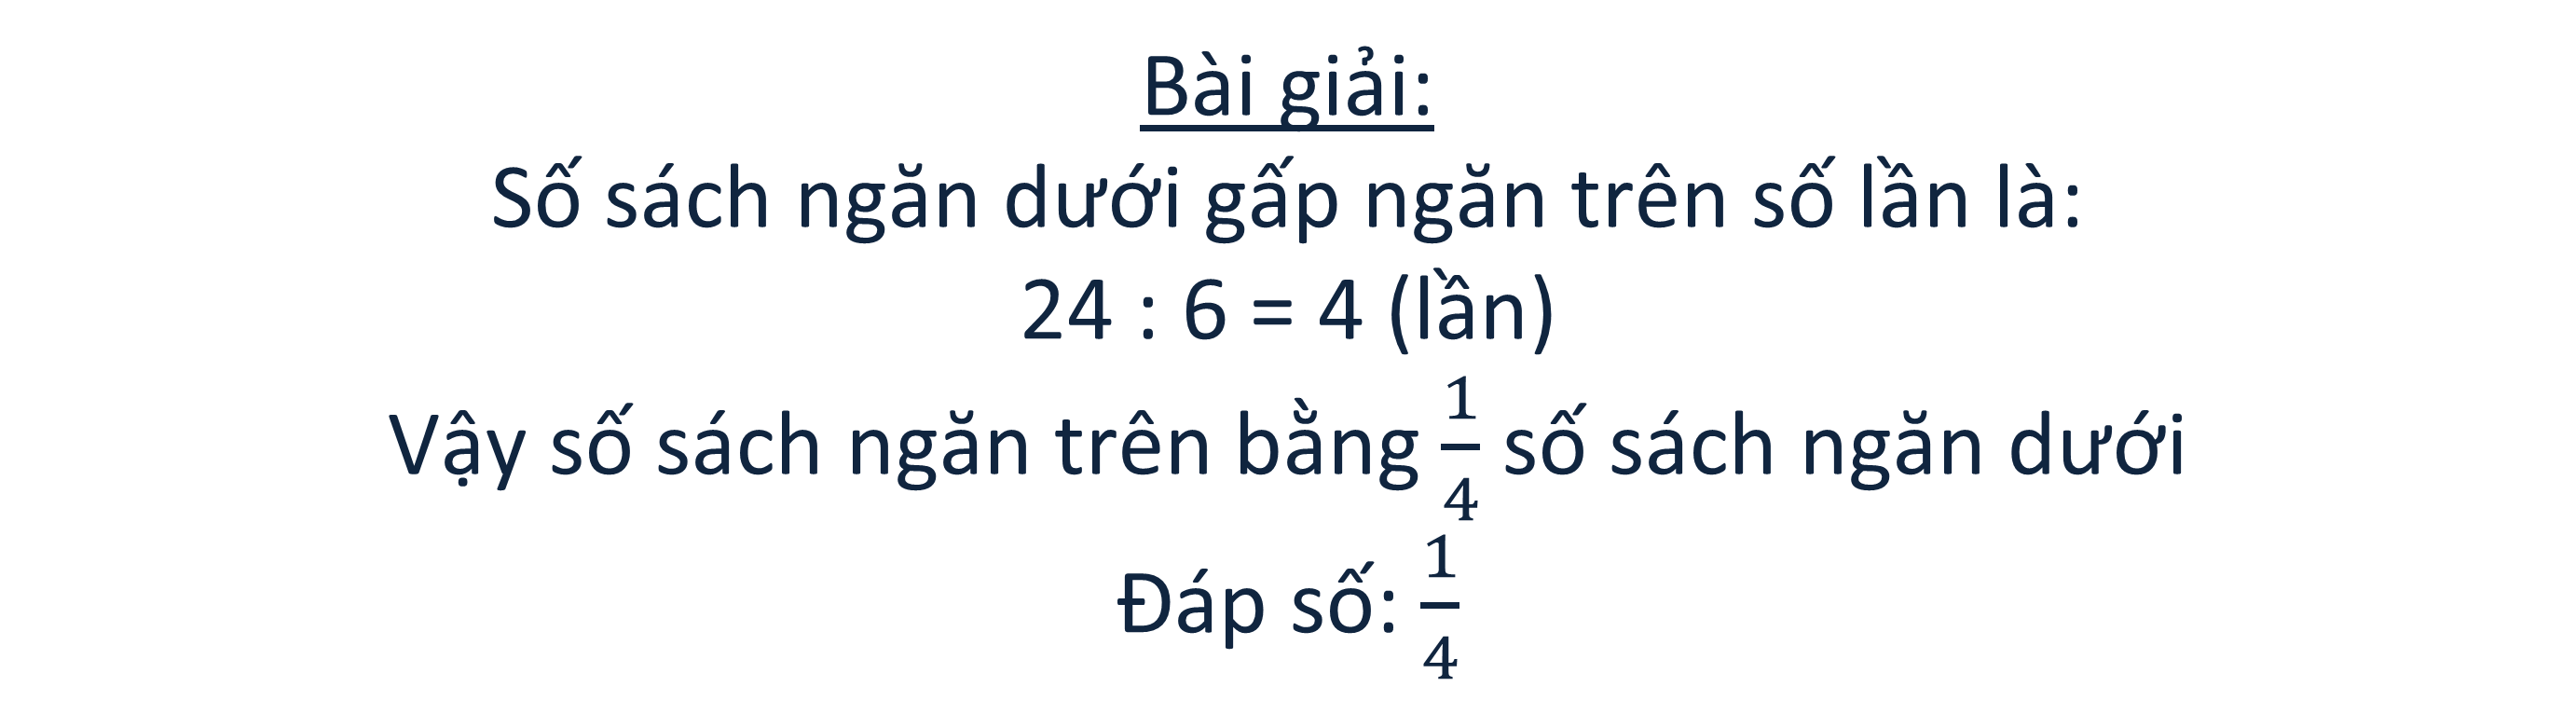 Bài giải:
Số sách ngăn dưới gấp ngăn trên số lần là:
24 : 6 = 4 (lần)
Vậy số sách ngăn trên bằng 1/4 số sách ngăn dưới
Đáp số: 1/4